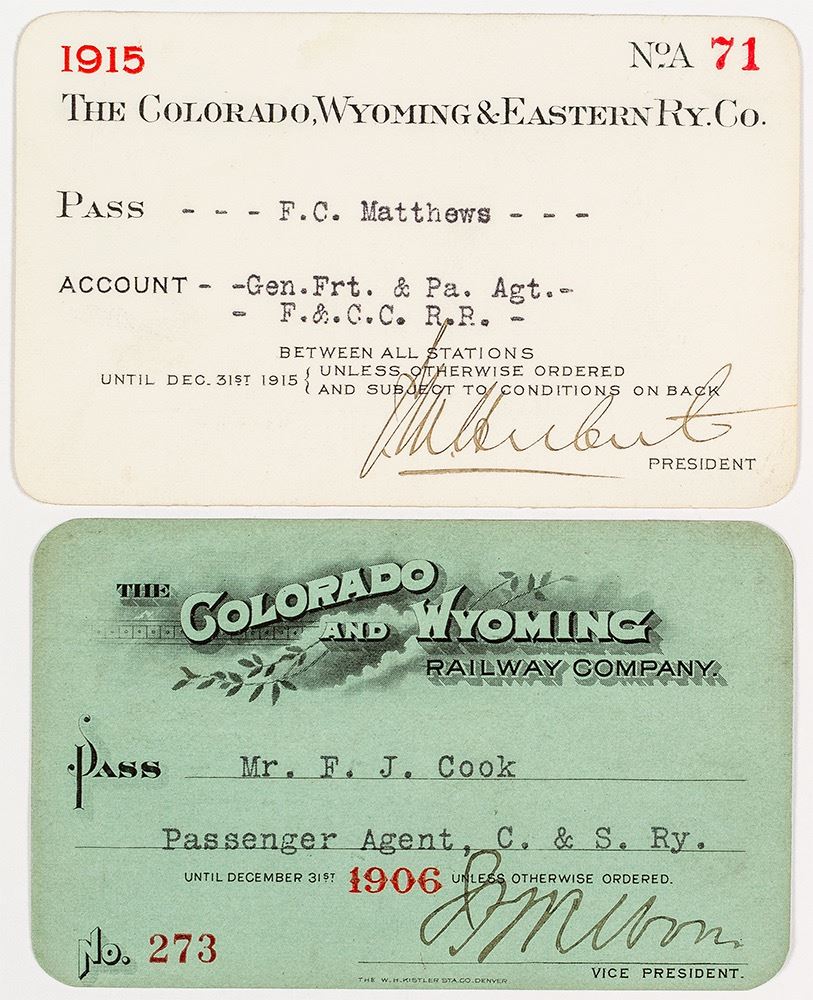 1915 NºA 71
THE COLORADO, WYOMING & EASTERN RY. CO.
PASS - - - F.C. Matthews - - -
ACCOUNT - -Gen.Frt. & Pa. Agt.-
- F.&.C.C. R.R. -
BETWEEN ALL STATIONS
UNTIL DEC. 31ST 1915 { UNLESS OTHERWISE ORDERED
AND SUBJECT TO CONDITIONS ON BACK
PRESIDENT
THE COLORADO
AND WYOMING
RAILWAY COMPANY.
PASS Mr. F. J. Cook
Passenger Agent, C. & S. Ry.
UNTIL DECEMBER 31ST 1906 UNLESS OTHERWISE ORDERED.
No. 273
VICE PRESIDENT.
THE W.H. KISTLER STA. CO. DENVER